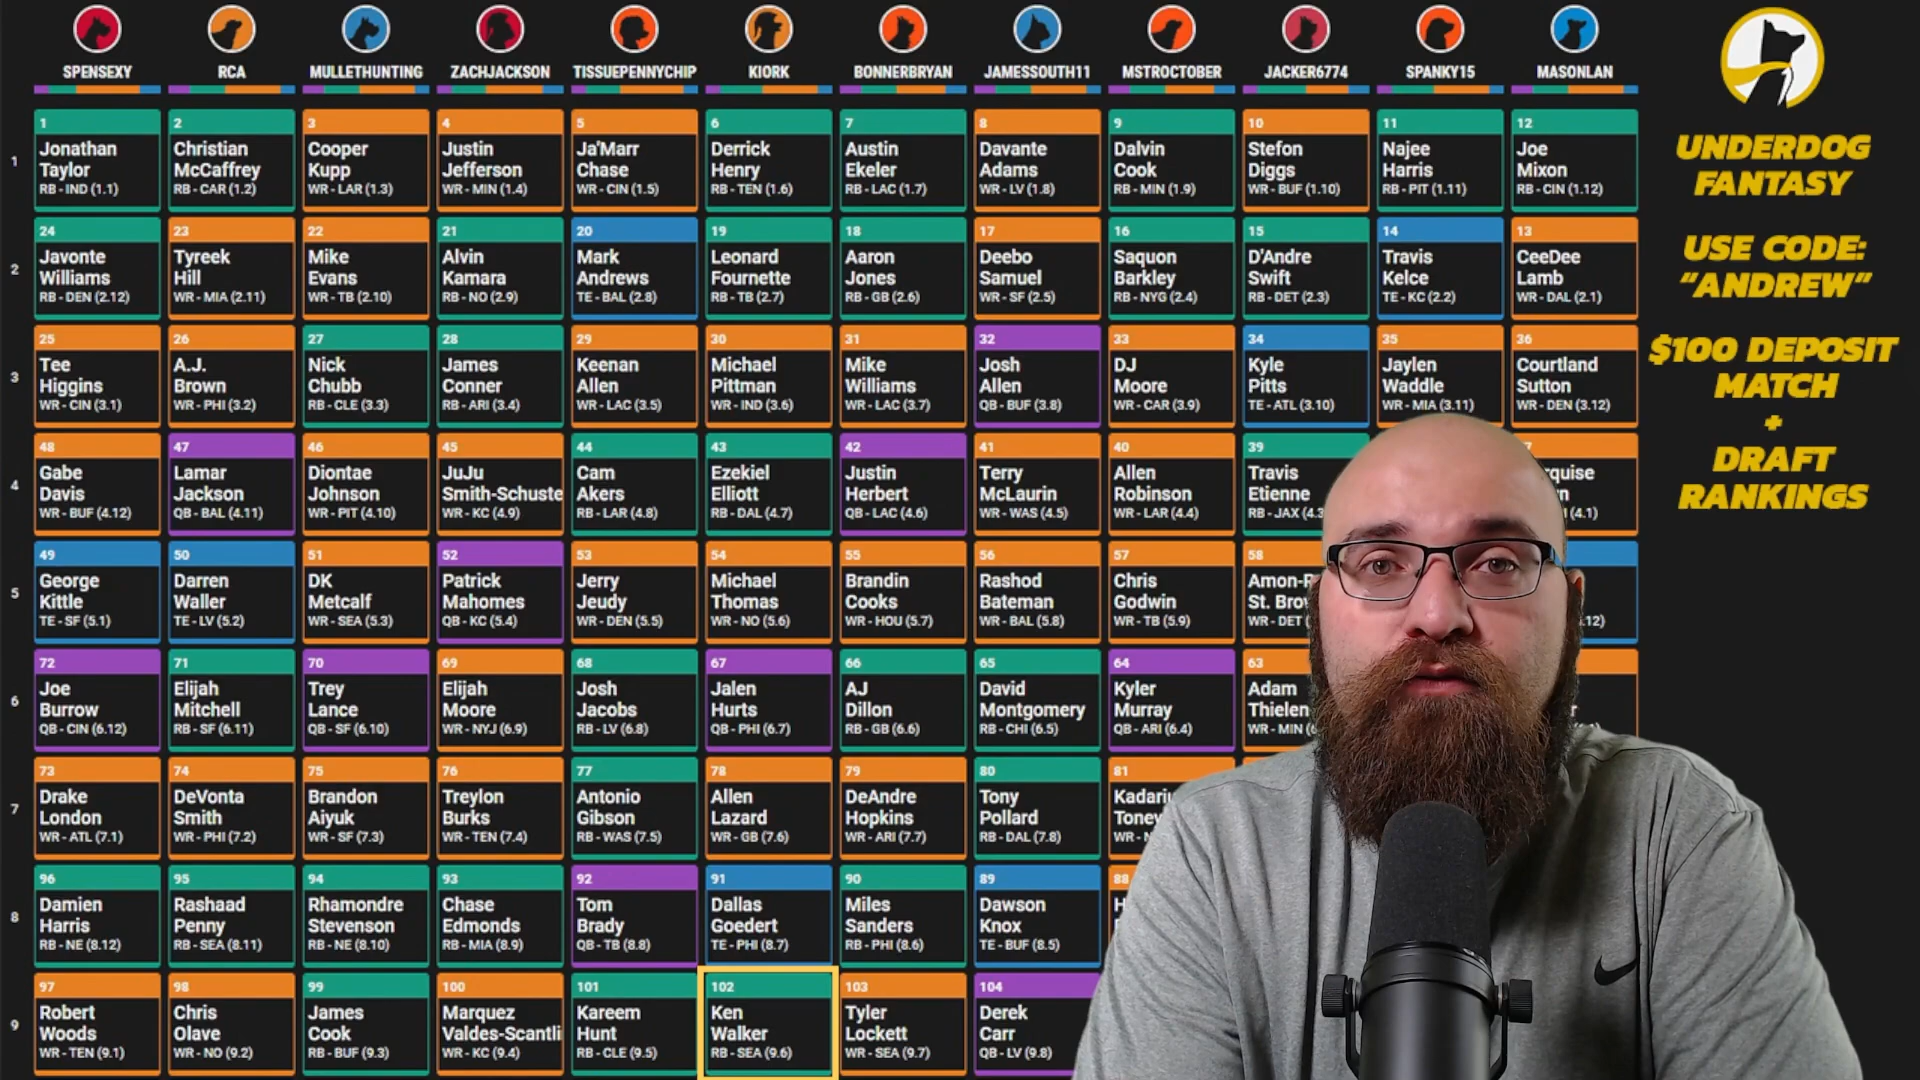 SPENSEXY RCA MULLETHUNTING ZACHJACKSON TISSUEPENNYCHIP KIORK BONNERBRYAN JAMESSOUTH11 MSTROCTOBER JACKER6774 SPANKY15 MASONLAN
1 2 3 4 5 6 7 8 9 10 11 12
Jonathan Christian Cooper Justin Ja'Marr Derrick Austin Davante Dalvin Stefon Najee Joe
1 Taylor McCaffrey Kupp Jefferson Chase Henry Ekeler Adams Cook Diggs Harris Mixon
RB - IND (1.1) RB - CAR (1.2) WR - LAR (1.3) WR - MIN (1.4) WR - CIN (1.5) RB - TEN (1.6) RB - LAC (1.7) WR - LV (1.8) RB - MIN (1.9) WR - BUF (1.10) RB - PIT (1.11) RB - CIN (1.12)
24 23 22 21 20 19 18 17 16 15 14 13
Javonte Tyreek Mike Alvin Mark Leonard Aaron Deebo Saquon D'Andre Travis CeeDee
2 Williams Hill Evans Kamara Andrews Fournette Jones Samuel Barkley Swift Kelce Lamb
RB - DEN (2.12) WR - MIA (2.11) WR - TB (2.10) RB - NO (2.9) TE - BAL (2.8) RB - TB (2.7) RB - GB (2.6) WR - SF (2.5) RB - NYG (2.4) RB - DET (2.3) TE - KC (2.2) WR - DAL (2.1)
25 26 27 28 29 30 31 32 33 34 35 36
Tee A.J. Nick James Keenan Michael Mike Josh DJ Kyle Jaylen Courtland
3 Higgins Brown Chubb Conner Allen Pittman Williams Allen Moore Pitts Waddle Sutton
WR - CIN (3.1) WR - PHI (3.2) RB - CLE (3.3) RB - ARI (3.4) WR - LAC (3.5) WR - IND (3.6) WR - LAC (3.7) QB - BUF (3.8) WR - CAR (3.9) TE - ATL (3.10) WR - MIA (3.11) WR - DEN (3.12)
48 47 46 45 44 43 42 41 40 39
Gabe Lamar Diontae JuJu Cam Ezekiel Justin Terry Allen Travis rquise
4 Davis Jackson Johnson Smith-Schuste Akers Elliott Herbert McLaurin Robinson Etienne
WR - BUF (4.12) QB - BAL (4.11) WR - PIT (4.10) WR - KC (4.9) RB - LAR (4.8) RB - DAL (4.7) QB - LAC (4.6) WR - WAS (4.5) WR - LAR (4.4) RB - JAX (4.3 (4.1)
49 50 51 52 53 54 55 56 57 58
George Darren DK Patrick Jerry Michael Brandin Rashod Chris Amon-R
5 Kittle Waller Metcalf Mahomes Jeudy Thomas Cooks Bateman Godwin St. Brow
TE - SF (5.1) TE - LV (5.2) WR - SEA (5.3) QB - KC (5.4) WR - DEN (5.5) WR - NO (5.6) WR - HOU (5.7) WR - BAL (5.8) WR - TB (5.9) WR - DET .12)
72 71 70 69 68 67 66 65 64 63
Joe Elijah Trey Elijah Josh Jalen AJ David Kyler Adam
6 Burrow Mitchell Lance Moore Jacobs Hurts Dillon Montgomery Murray Thielen
QB - CIN (6.12) RB - SF (6.11) QB - SF (6.10) WR - NYJ (6.9) RB - LV (6.8) QB - PHI (6.7) RB - GB (6.6) RB - CHI (6.5) QB - ARI (6.4) WR - MIN (6
73 74 75 76 77 78 79 80 81
Drake DeVonta Brandon Treylon Antonio Allen DeAndre Tony Kadariu
7 London Smith Aiyuk Burks Gibson Lazard Hopkins Pollard Toney
WR - ATL (7.1) WR - PHI (7.2) WR - SF (7.3) WR - TEN (7.4) RB - WAS (7.5) WR - GB (7.6) WR - ARI (7.7) RB - DAL (7.8) WR - N
96 95 94 93 92 91 90 89 88
Damien Rashaad Rhamondre Chase Tom Dallas Miles Dawson H
8 Harris Penny Stevenson Edmonds Brady Goedert Sanders Knox
RB - NE (8.12) RB - SEA (8.11) RB - NE (8.10) RB - MIA (8.9) QB - TB (8.8) TE - PHI (8.7) RB - PHI (8.6) TE - BUF (8.5)
97 98 99 100 101 102 103 104
Robert Chris James Marquez Kareem Ken Tyler Derek
9 Woods Olave Cook Valdes-Scantli Hunt Walker Lockett Carr
WR - TEN (9.1) WR - NO (9.2) RB - BUF (9.3) WR - KC (9.4) RB - CLE (9.5) RB - SEA (9.6) WR - SEA (9.7) QB - LV (9.8)
UNDERDOG
FANTASY
USE CODE:
"ANDREW"
$100 DEPOSIT
MATCH
+
DRAFT
RANKINGS